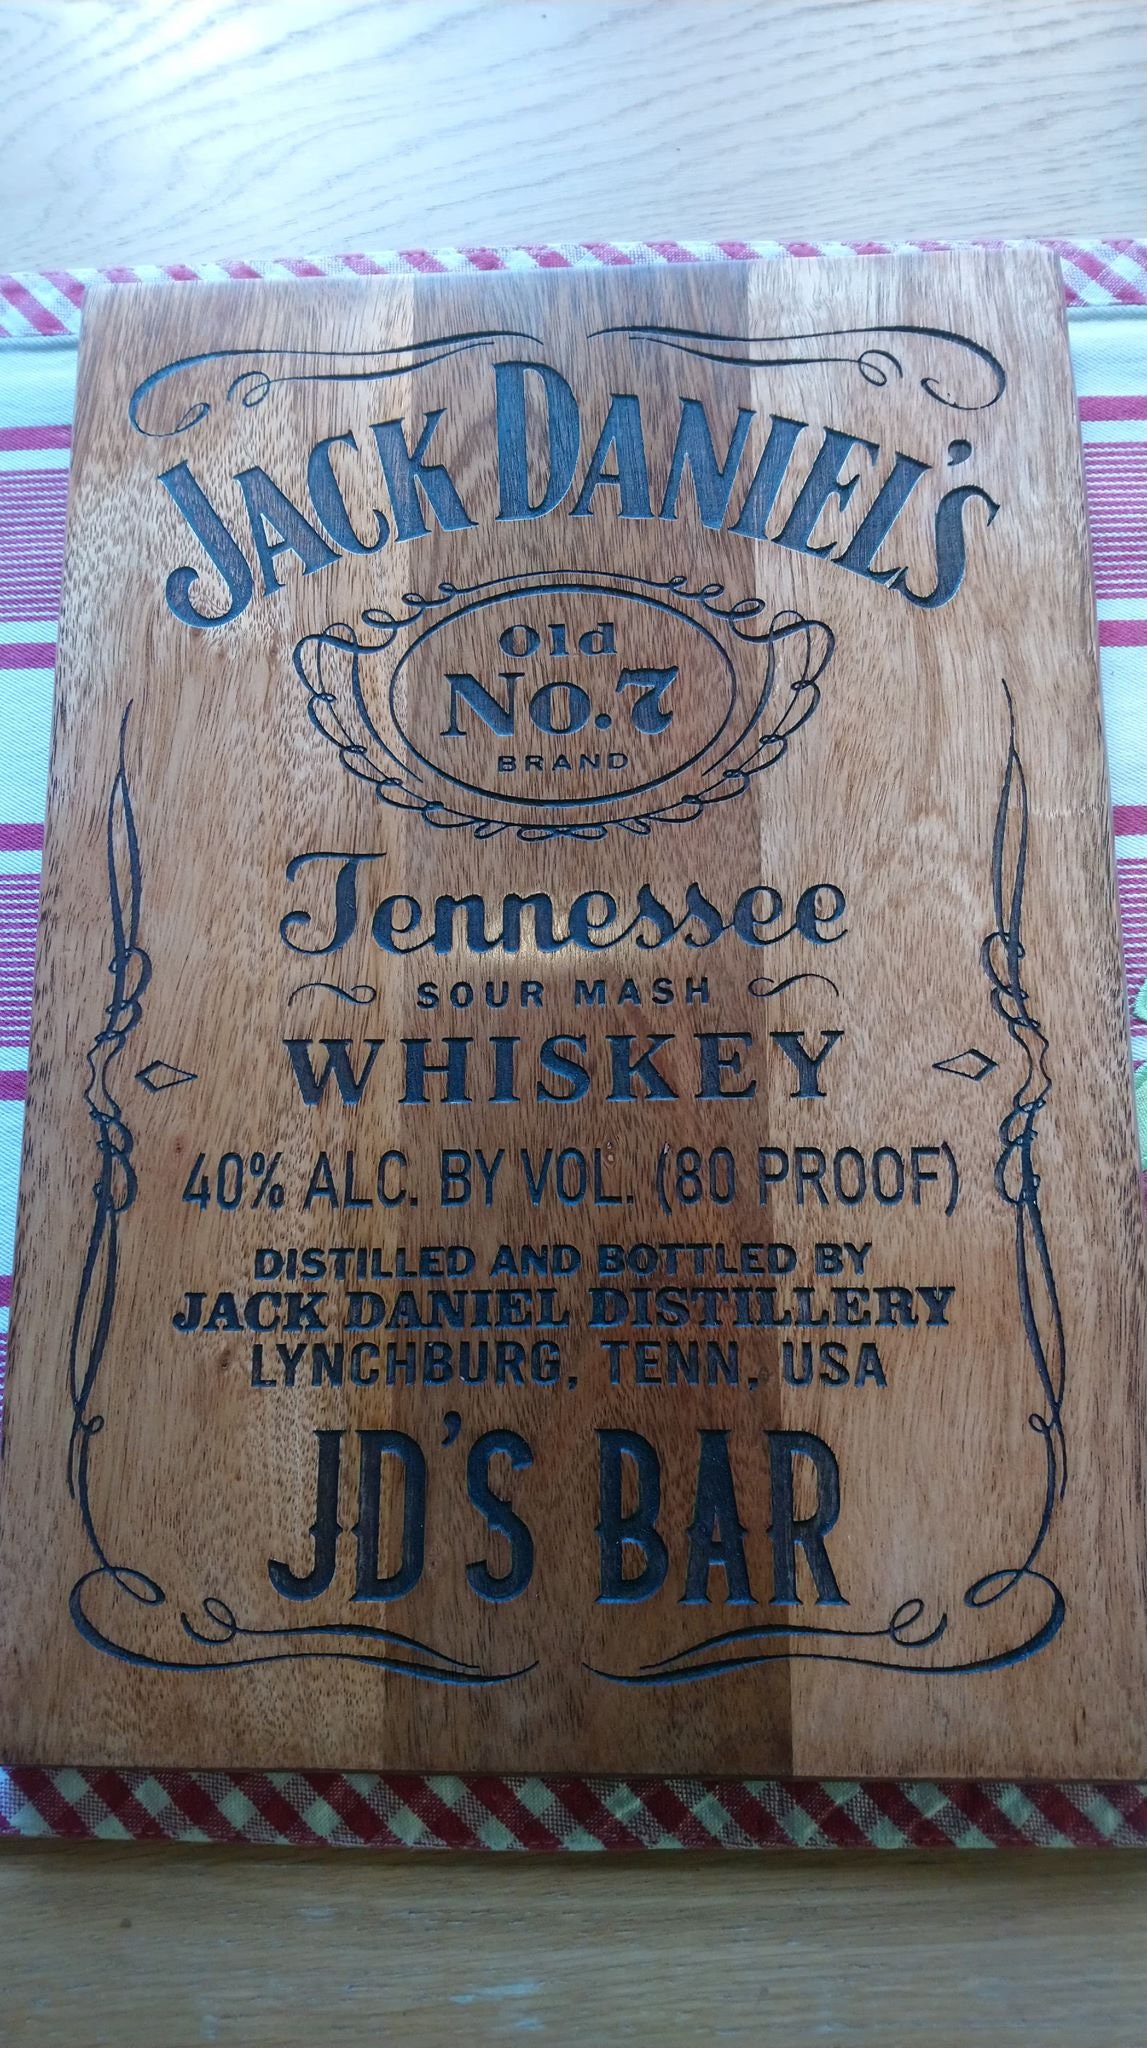 JACK DANIEL'S
Old
No.7
BRAND
Tennessee
SOUR MASH
WHISKEY
40% ALC. BY VOL. (80 PROOF)
DISTILLED AND BOTTLED BY
JACK DANIEL DISTILLERY
LYNCHBURG, TENN, USA
JD'S BAR